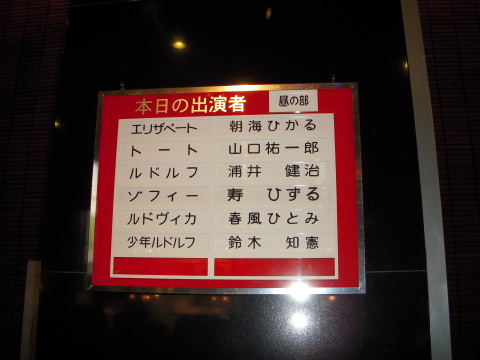 本日の出演者 昼の部
エリザベート 朝海ひかる
トート 山口祐一郎
ルドルフ 浦井 健治
ゾフィー 寿 ひずる
ルドヴィカ 春風ひとみ
少年ルドルフ 鈴木 知憲